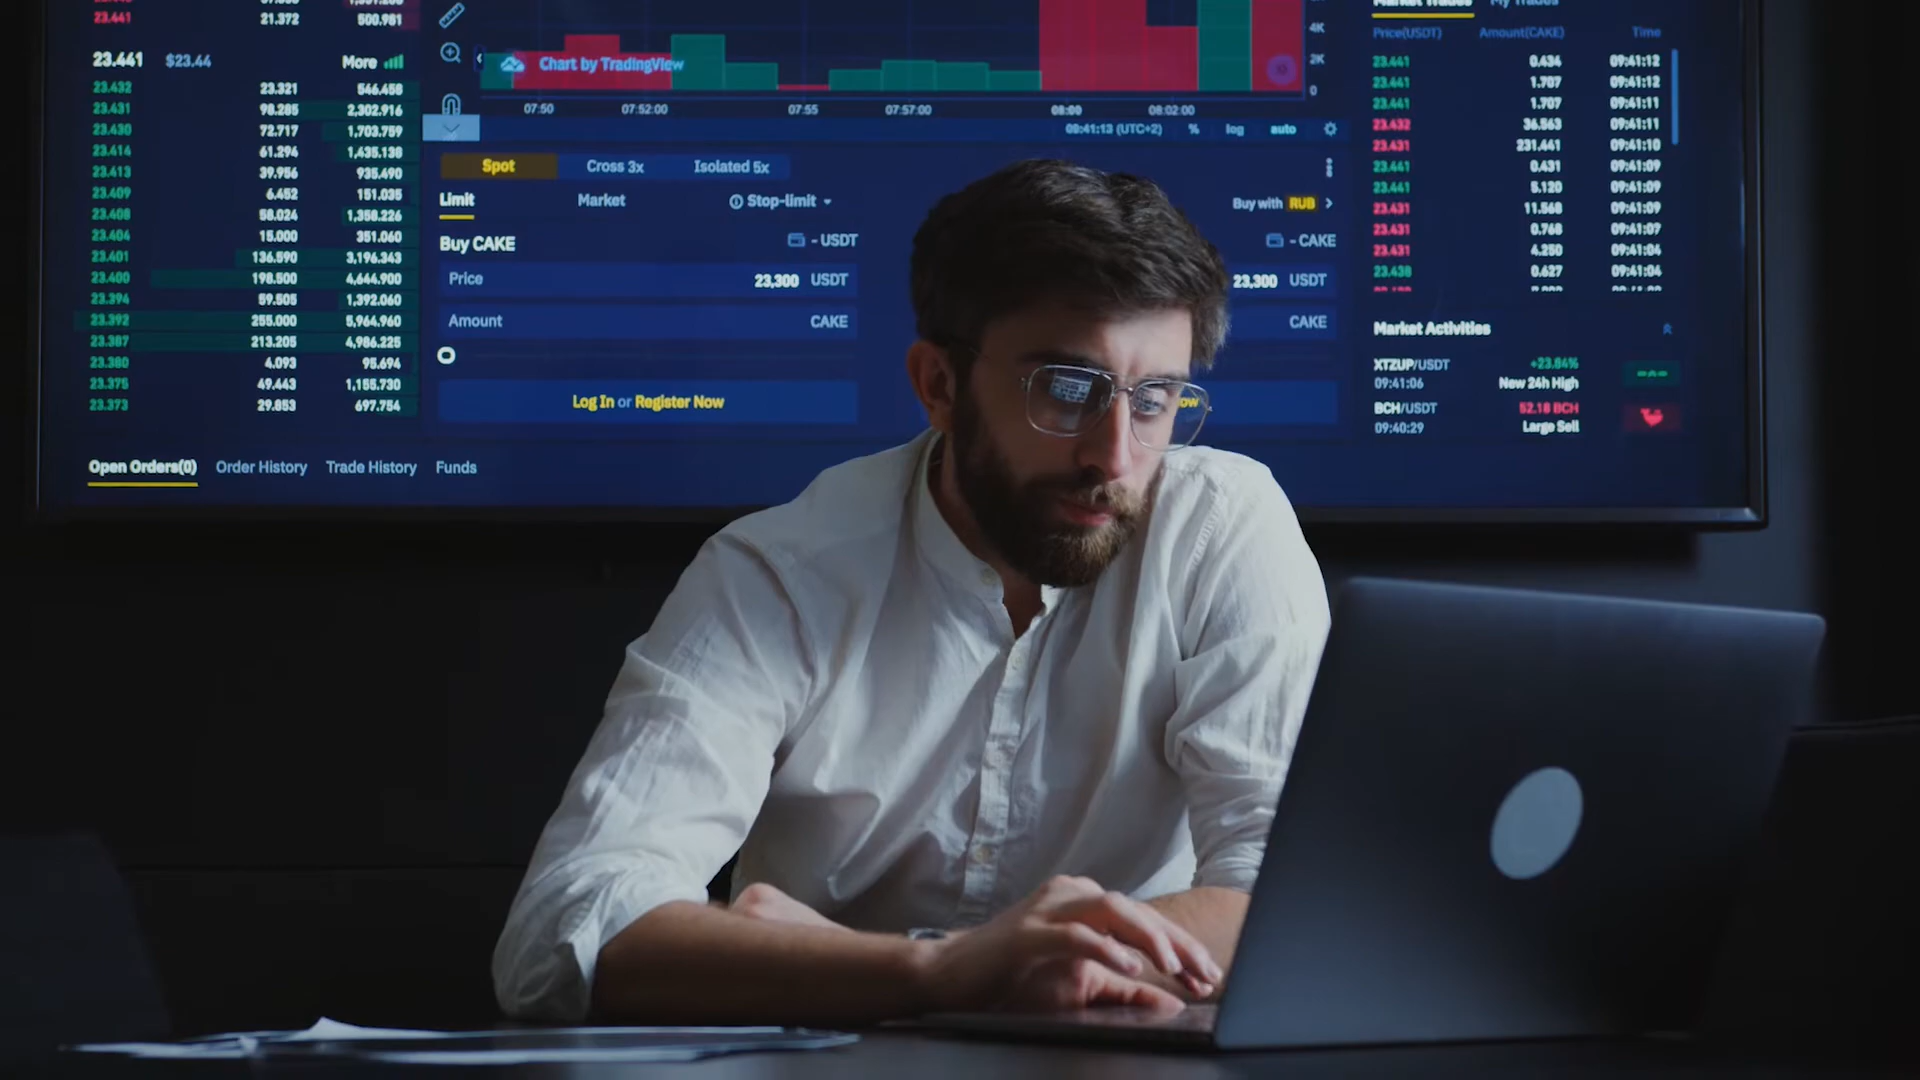 23.441 21.372 500.981
23.441 $23.44 More
23.432 23.321 546.458
23.431 98.285 2,302.916
23.430 72.717 1,703.759
23.414 61.294 1,435.138
23.413 39.956 935.490
23.409 6.452 151.035
23.408 58.024 1,358.226
23.404 15.000 351.060
23.401 136.590 3,196.343
23.400 198.500 4,644.900
23.394 59.505 1,392.060
23.392 255.000 5,964.960
23.387 213.205 4,986.225
23.380 4.093 95.694
23.375 49.443 1,155.730
23.373 29.853 697.754
Open Orders(0) Order History Trade History Funds
Chart by TradingView
4K
2K
0
07:50 07:52:00 07:55 07:57:00 08:00 08:02:00
09:41:13 (UTC+2) % log auto
Spot Cross 3x Isolated 5x
Limit Market Stop-limit
Buy with RUB
Buy CAKE - USDT
- CAKE
Price 23,300 USDT
23,300 USDT
Amount CAKE
CAKE
Log In or Register Now
ow
Market Trades My Trades
Price(USDT) Amount(CAKE) Time
23.441 0.434 09:41:12
23.441 1.707 09:41:12
23.441 1.707 09:41:11
23.432 36.563 09:41:11
23.431 231.441 09:41:10
23.441 0.431 09:41:09
23.441 5.120 09:41:09
23.431 11.568 09:41:09
23.431 0.768 09:41:07
23.431 4.250 09:41:04
23.438 0.627 09:41:04
Market Activities
XTZUP/USDT +23.84%
09:41:06 New 24h High
BCH/USDT 52.18 BCH
09:40:29 Large Sell